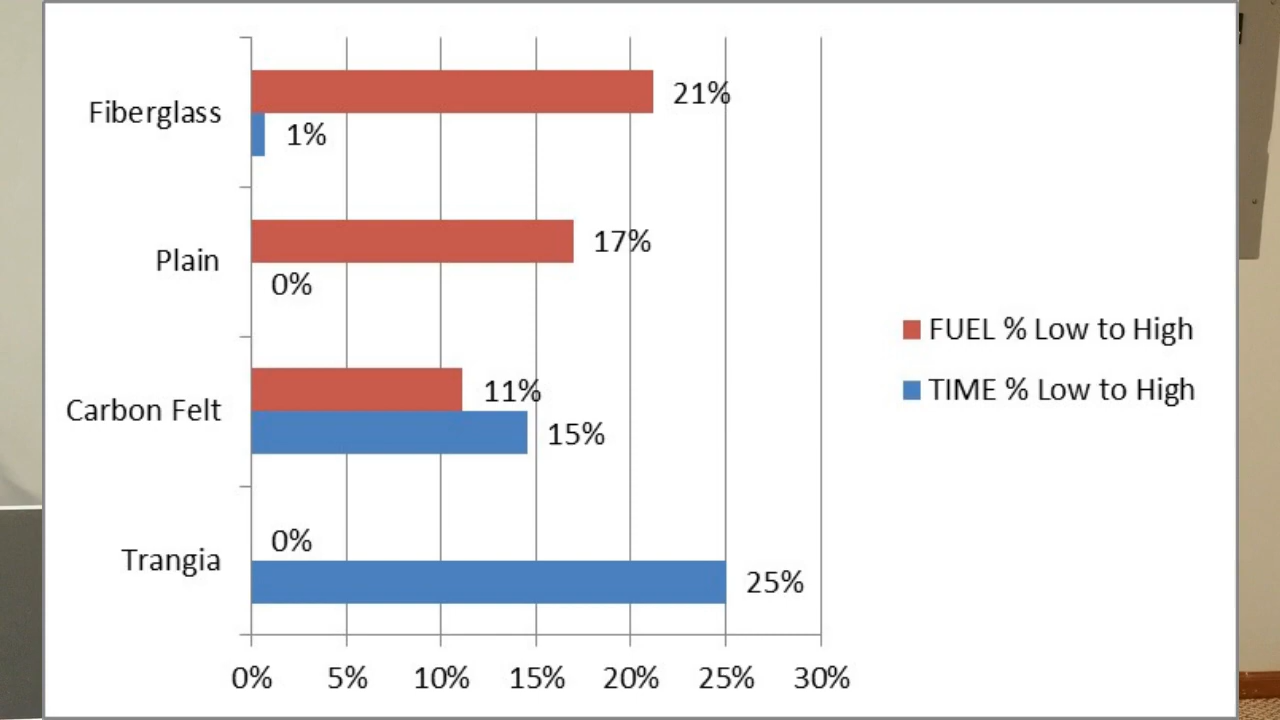 Fiberglass
21%
1%
Plain
17%
0%
Carbon Felt
11%
15%
Trangia
0%
25%
FUEL % Low to High
TIME % Low to High
0% 5% 10% 15% 20% 25% 30%